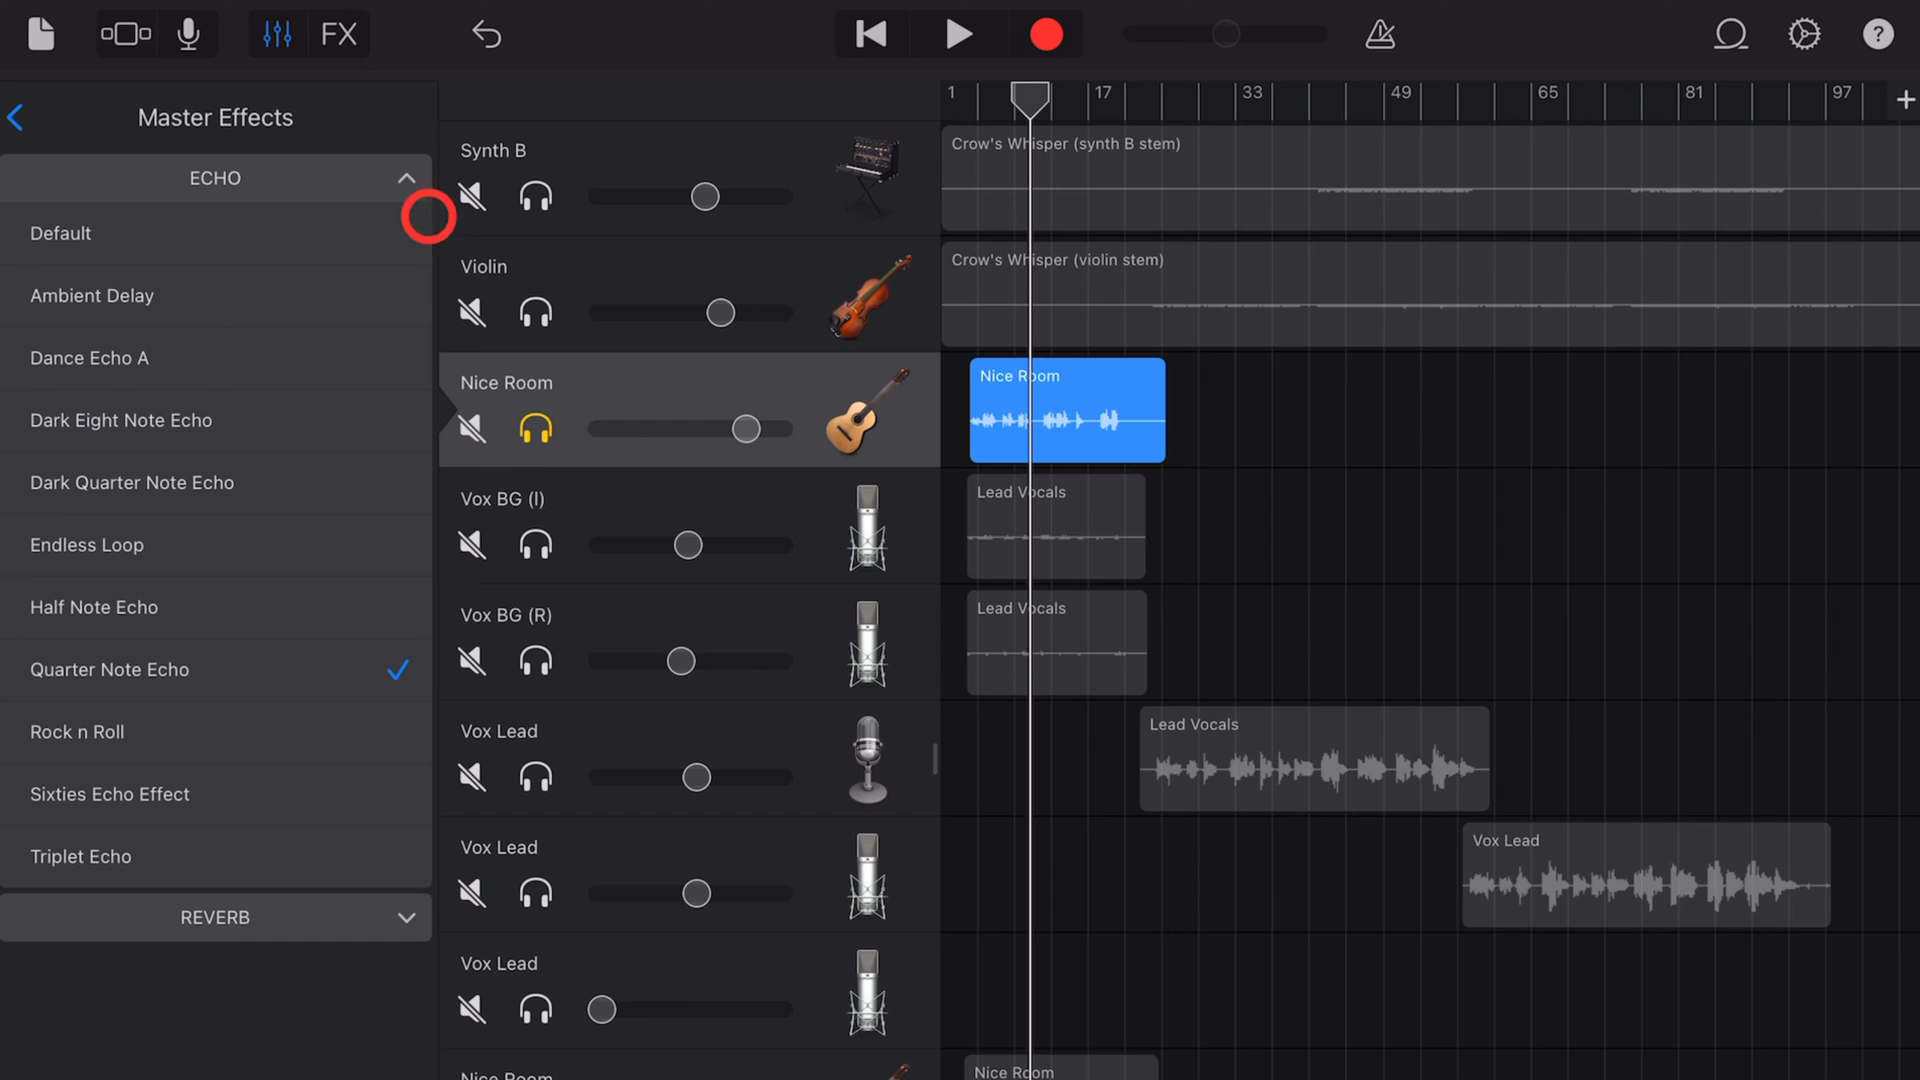 FX
?
Master Effects
ECHO
Default
Ambient Delay
Dance Echo A
Dark Eight Note Echo
Dark Quarter Note Echo
Endless Loop
Half Note Echo
Quarter Note Echo
Rock n Roll
Sixties Echo Effect
Triplet Echo
REVERB
Synth B
Violin
Nice Room
Vox BG (l)
Vox BG (R)
Vox Lead
Vox Lead
Vox Lead
Nice Room
1 17 33 49 65 81 97 +
Crow's Whisper (synth B stem)
Crow's Whisper (violin stem)
Nice Room
Lead Vocals
Lead Vocals
Lead Vocals
Vox Lead
Nice Room